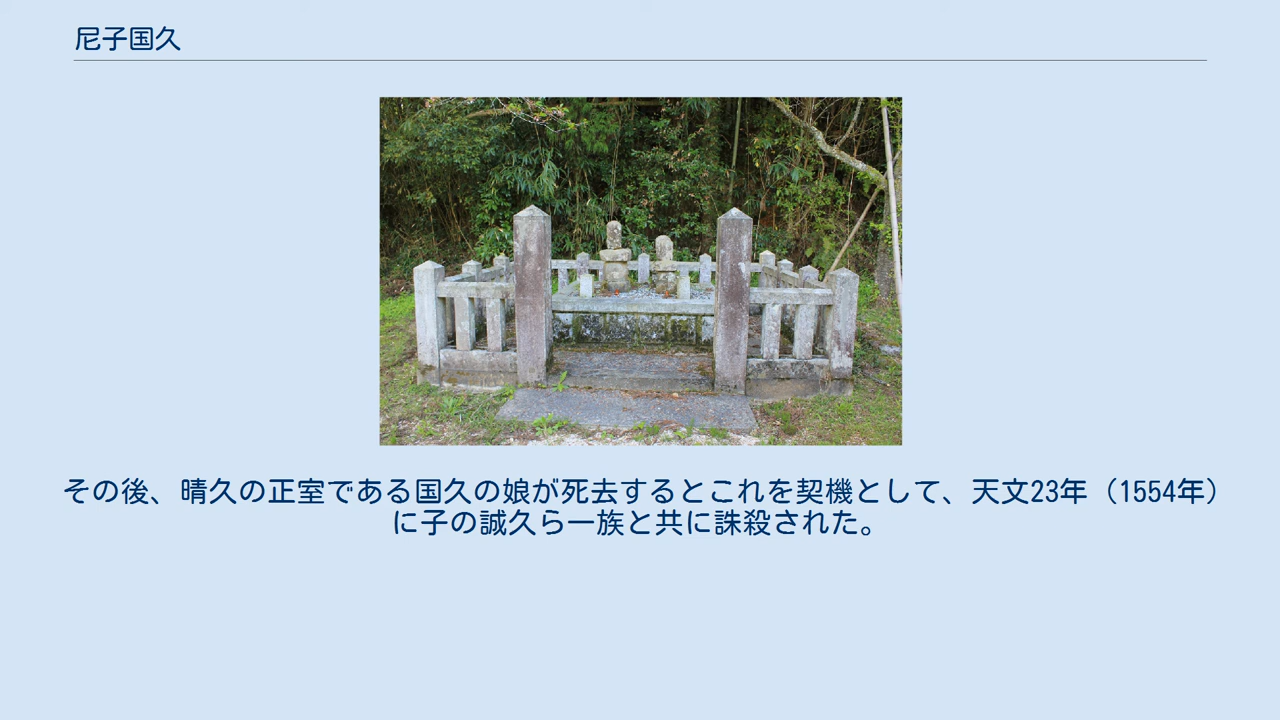 尼子国久
その後、晴久の正室である国久の娘が死去するとこれを契機として、天文23年（1554年）
に子の誠久ら一族と共に誅殺された。